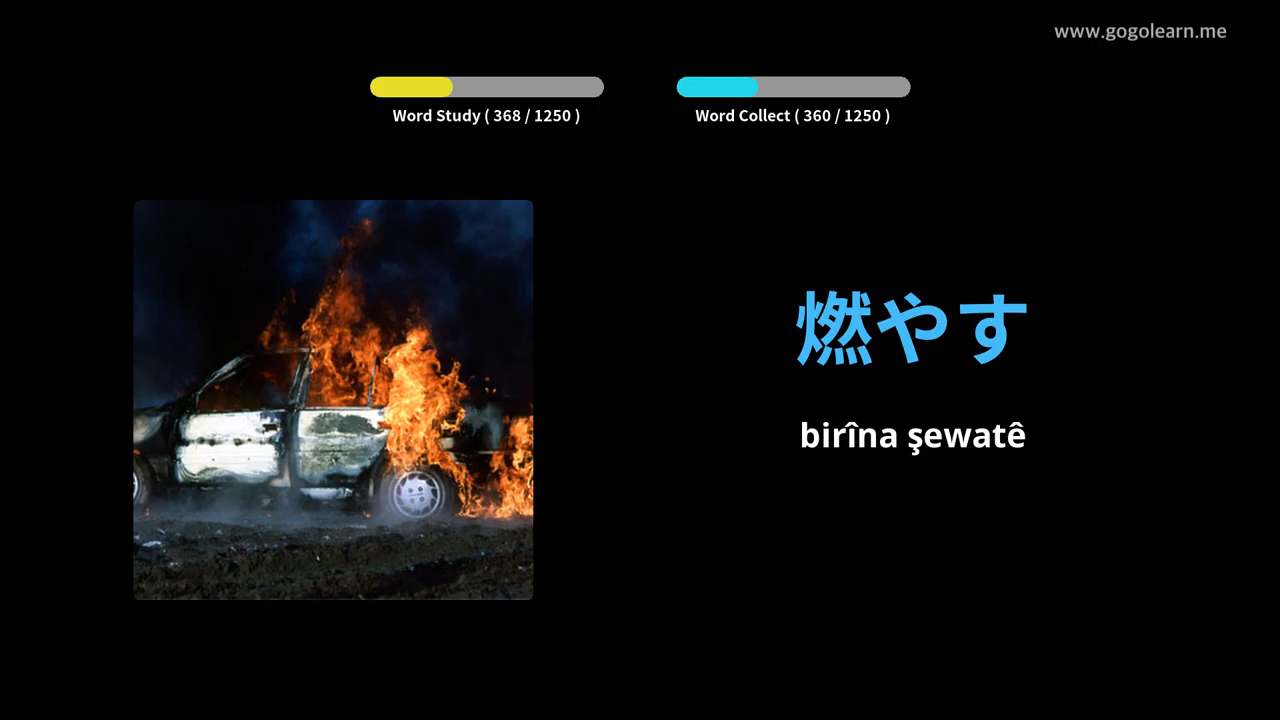 www.gogolearn.me
Word Study ( 368 / 1250 )
Word Collect ( 360 / 1250 )
燃やす
birîna şewatê